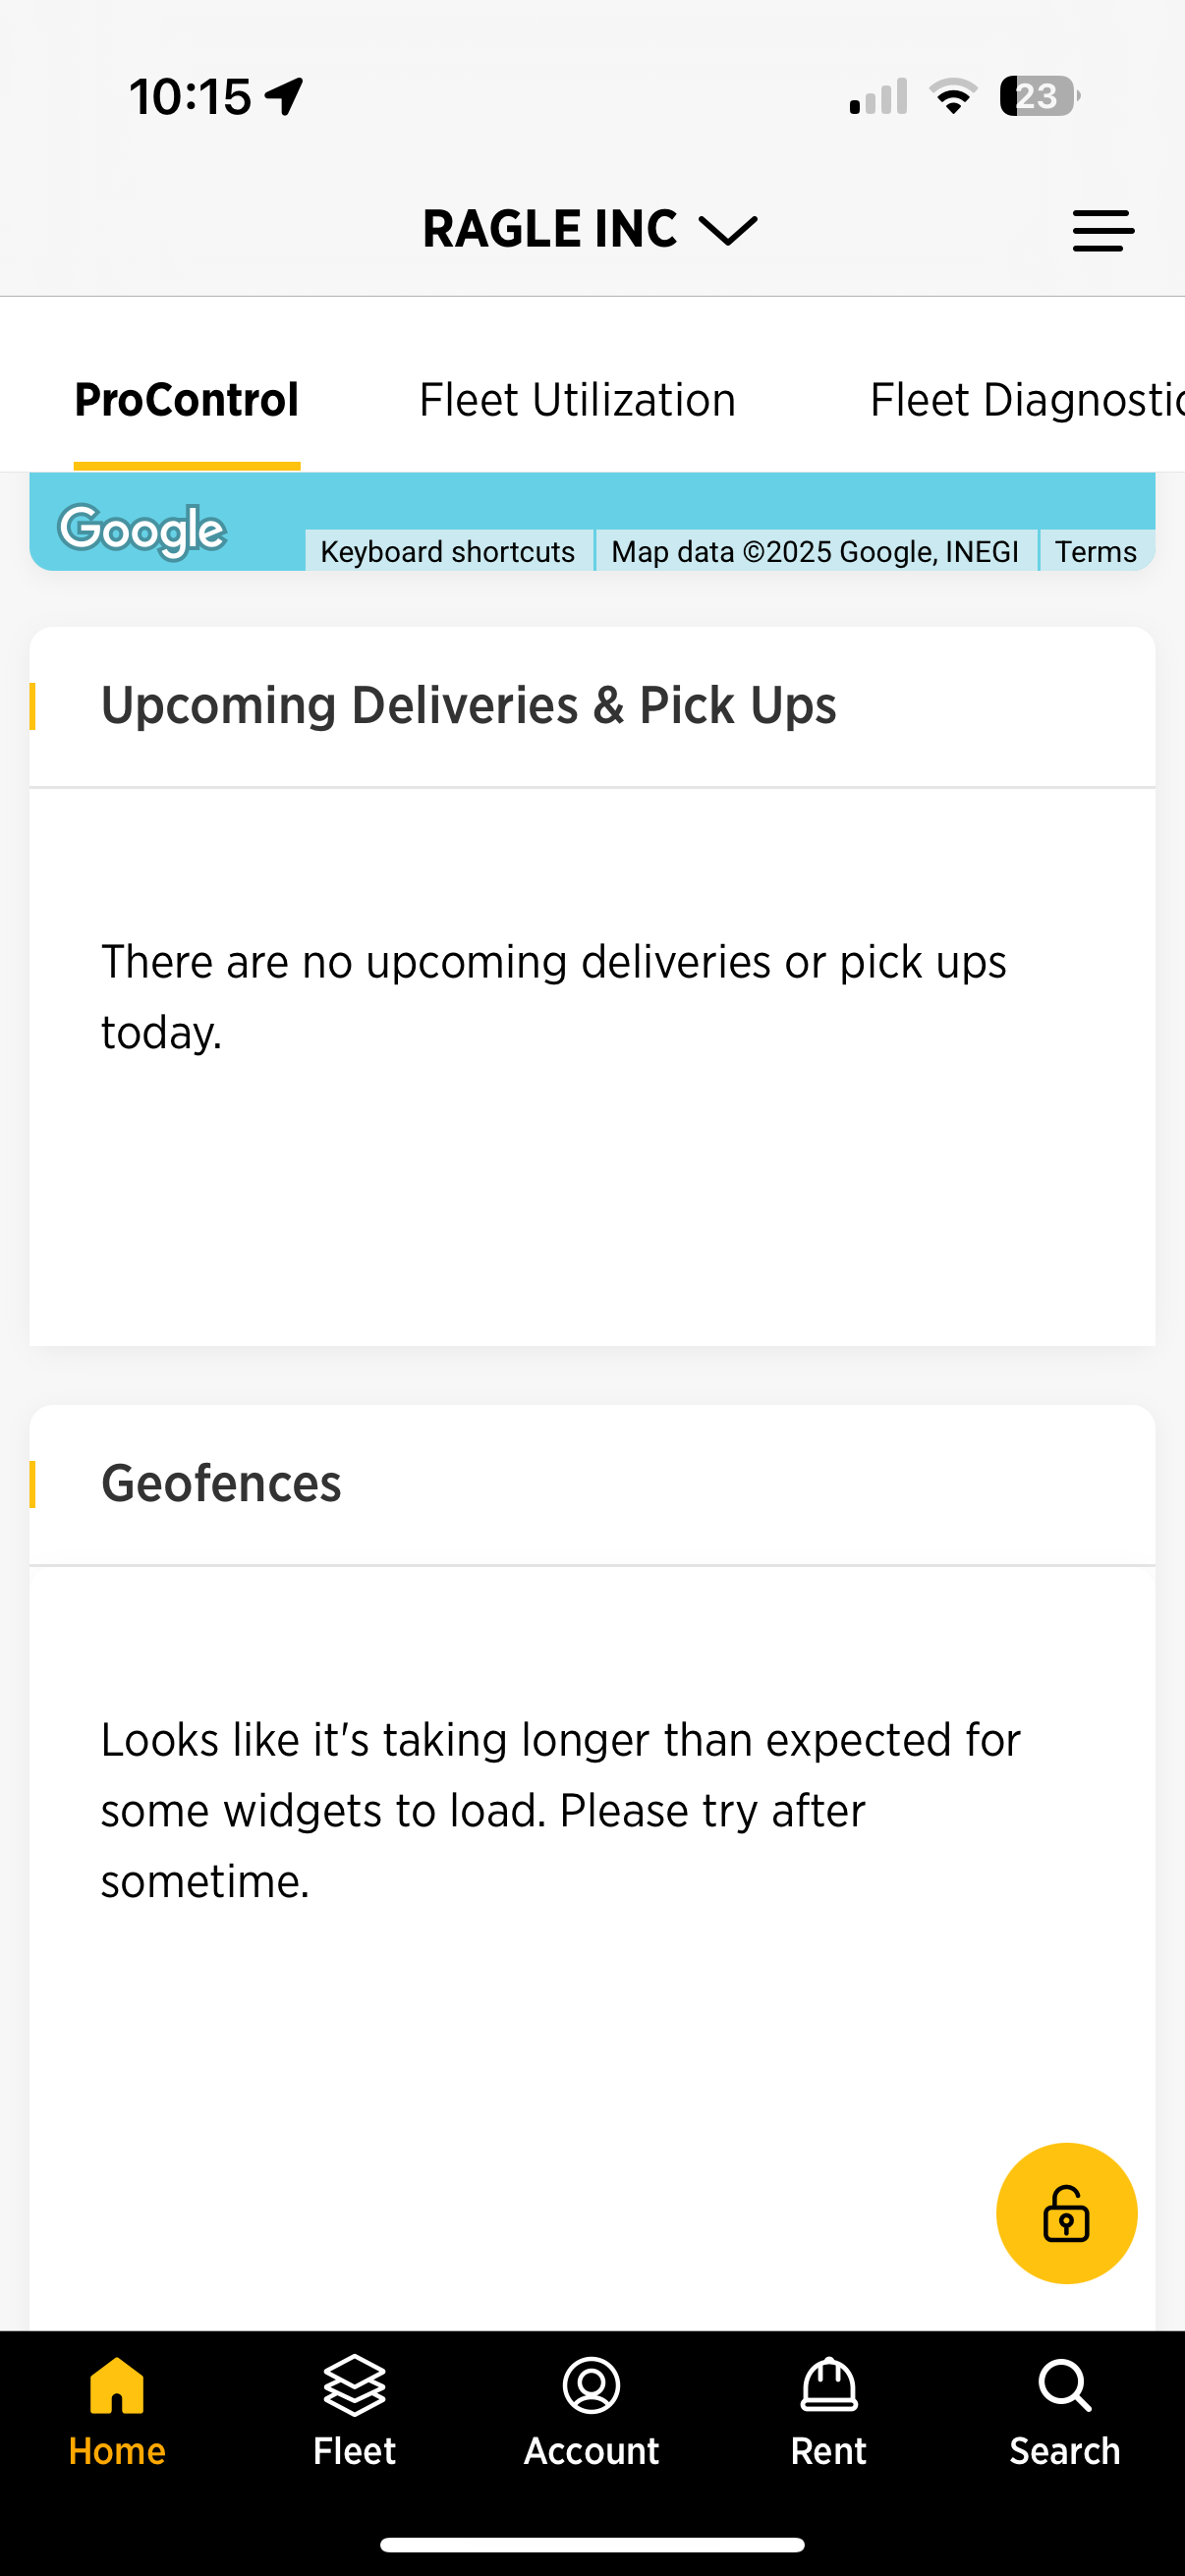 10:15
23
RAGLE INC
ProControl Fleet Utilization Fleet Diagnostic
Google
Keyboard shortcuts Map data ©2025 Google, INEGI Terms
Upcoming Deliveries & Pick Ups
There are no upcoming deliveries or pick ups
today.
Geofences
Looks like it's taking longer than expected for
some widgets to load. Please try after
sometime.
Home Fleet Account Rent Search